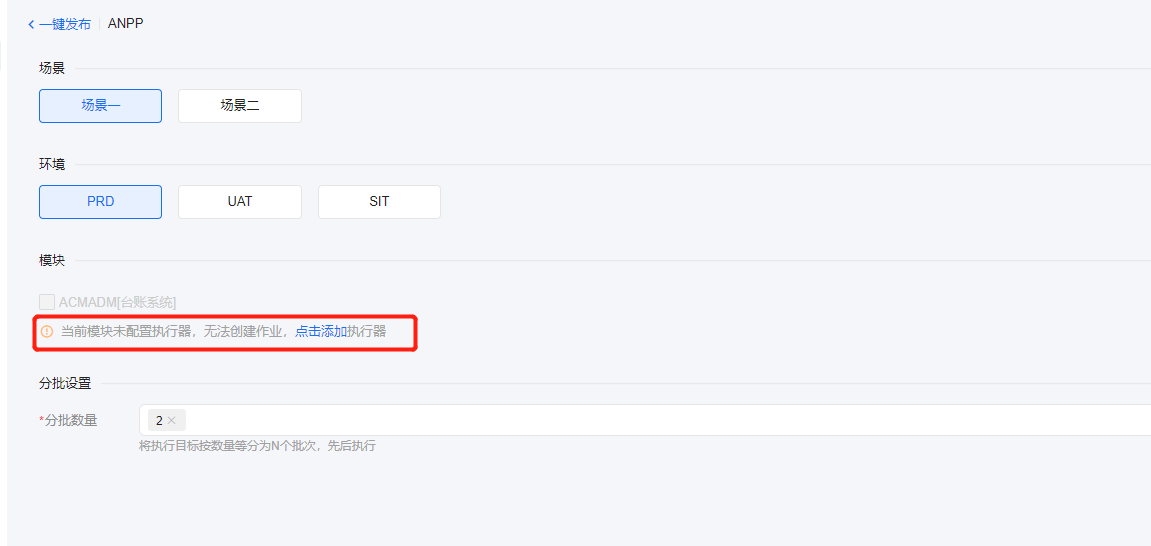 一键发布 ANPP
场景
场景一 场景二
环境
PRD UAT SIT
模块
ACMADM[台账系统]
当前模块未配置执行器，无法创建作业，点击添加执行器
分批设置
*分批数量 2
将执行目标按数量等分为N个批次，先后执行